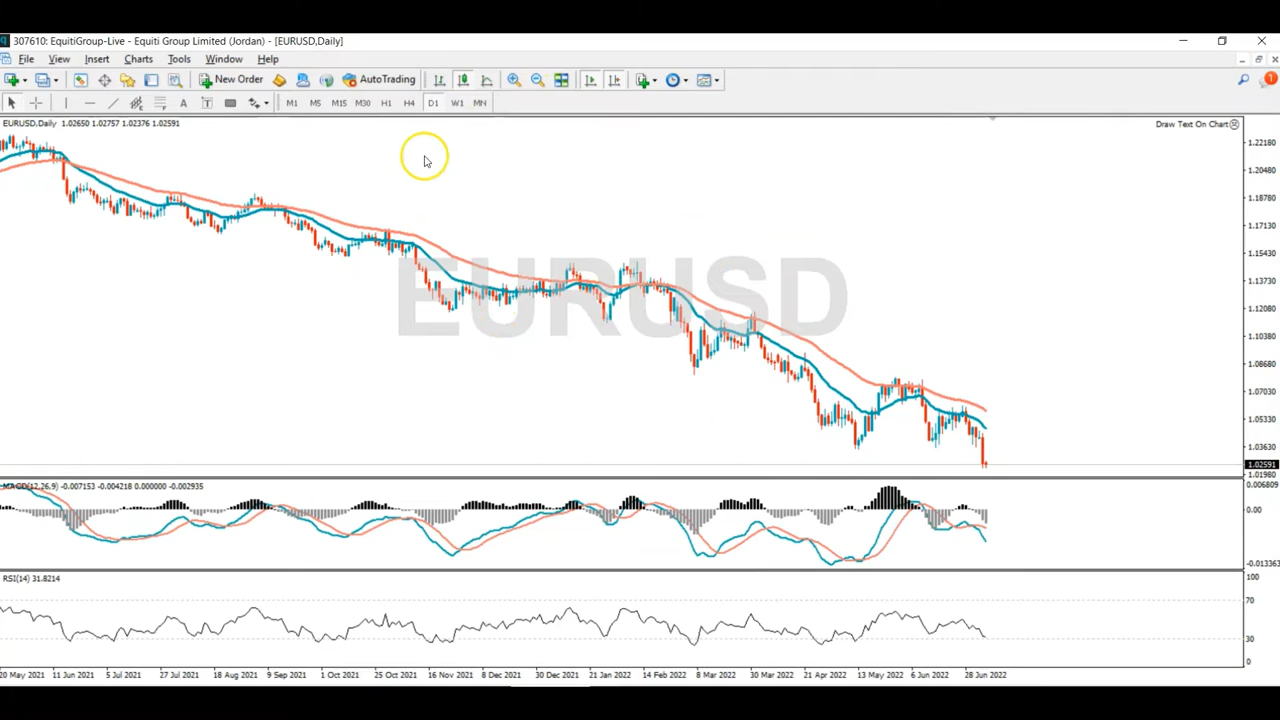 307610: EquitiGroup-Live - Equiti Group Limited (Jordan) - [EURUSD,Daily]
File View Insert Charts Tools Window Help
New Order AutoTrading
A T M1 M5 M15 M30 H1 H4 D1 W1 MN
EURUSD,Daily 1.02650 1.02757 1.02376 1.02591
Draw Text On Chart
1.22180
1.20480
1.18780
1.17130
1.15430
1.13730
1.12080
1.10380
1.08680
1.07030
1.05330
1.03630
1.02591
1.01980
EURUSD
MACD(12,26,9) -0.007153 -0.004218 0.000000 -0.002935
0.006809
0.00
-0.013363
RSI(14) 31.8214
100
70
30
0
20 May 2021 11 Jun 2021 5 Jul 2021 27 Jul 2021 18 Aug 2021 9 Sep 2021 1 Oct 2021 25 Oct 2021 16 Nov 2021 8 Dec 2021 30 Dec 2021 21 Jan 2022 14 Feb 2022 8 Mar 2022 30 Mar 2022 21 Apr 2022 13 May 2022 6 Jun 2022 28 Jun 2022